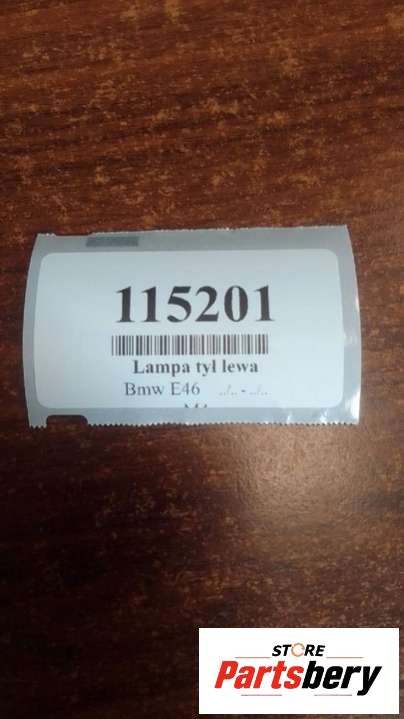 115201
Lampa tył lewa
Bmw E46 ../.. - ../..
STORE
Partsbery